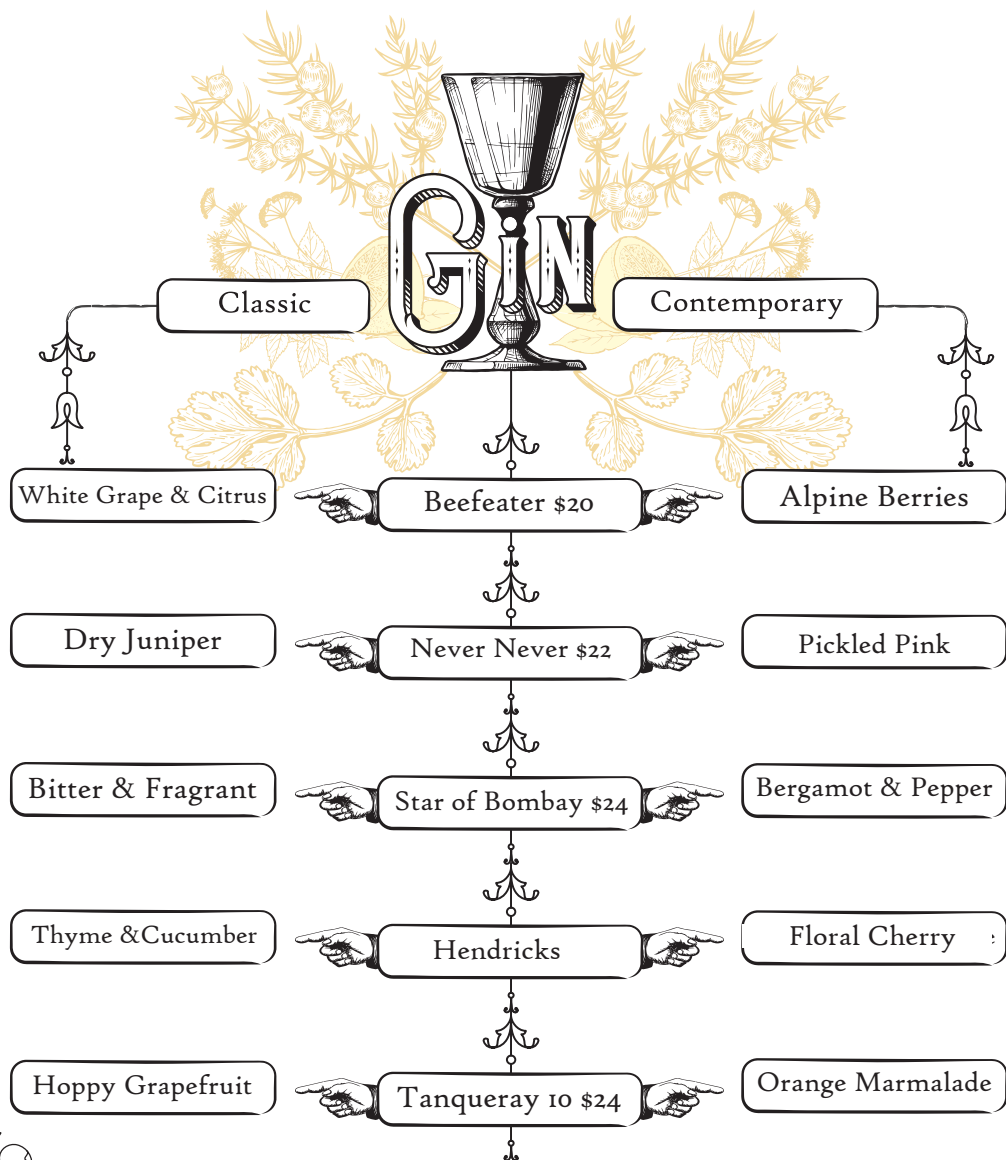 Gin
Classic
Contemporary
White Grape & Citrus
Beefeater $20
Alpine Berries
Dry Juniper
Never Never $22
Pickled Pink
Bitter & Fragrant
Star of Bombay $24
Bergamot & Pepper
Thyme &Cucumber
Hendricks
Floral Cherry
Hoppy Grapefruit
Tanqueray 10 $24
Orange Marmalade